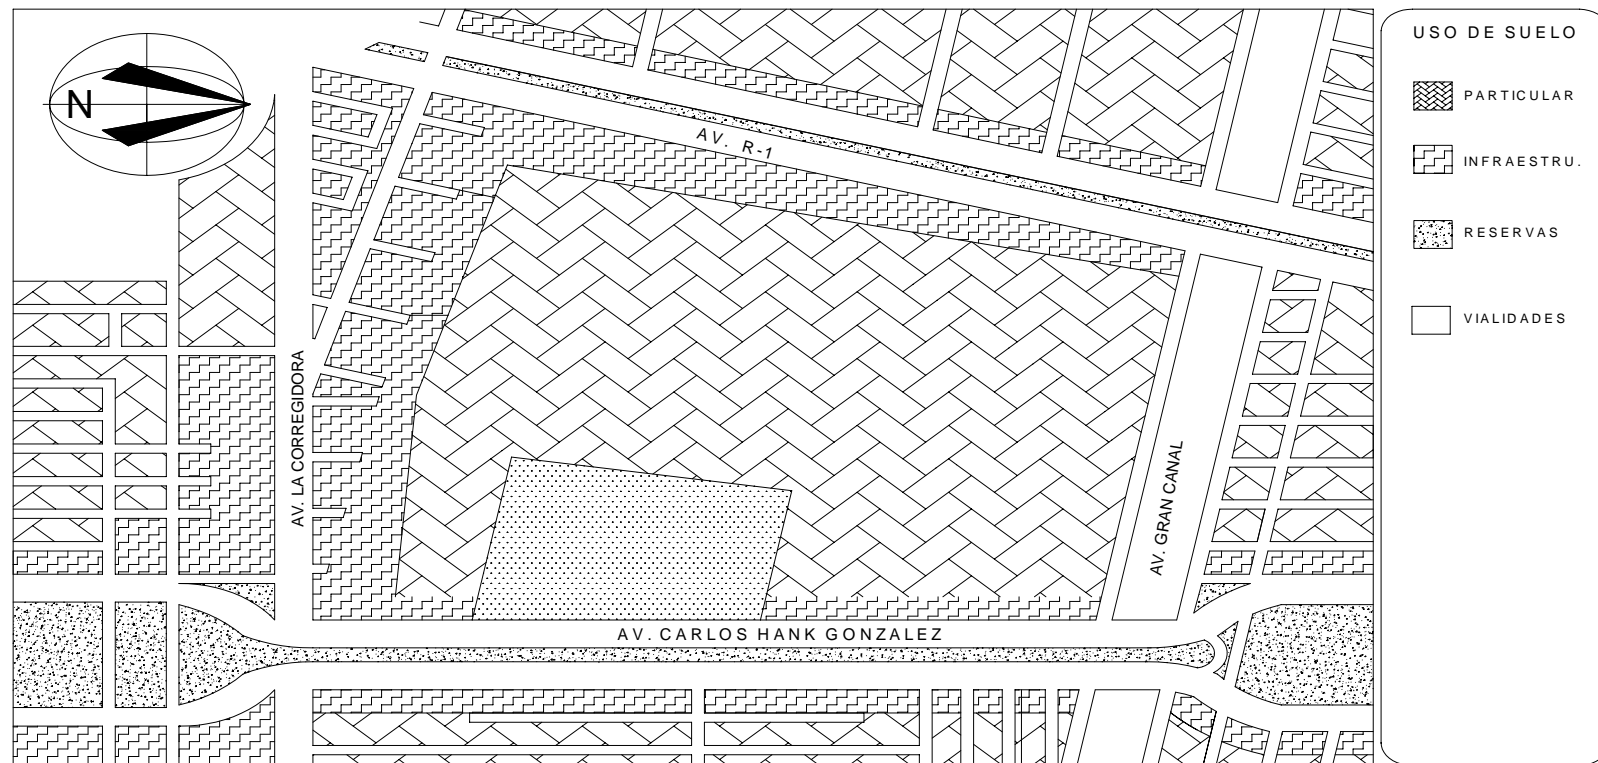 N
AV. R-1
AV. LA CORREGIDORA
AV. GRAN CANAL
AV. CARLOS HANK GONZALEZ
USO DE SUELO
PARTICULAR
INFRAESTRU.
RESERVAS
VIALIDADES